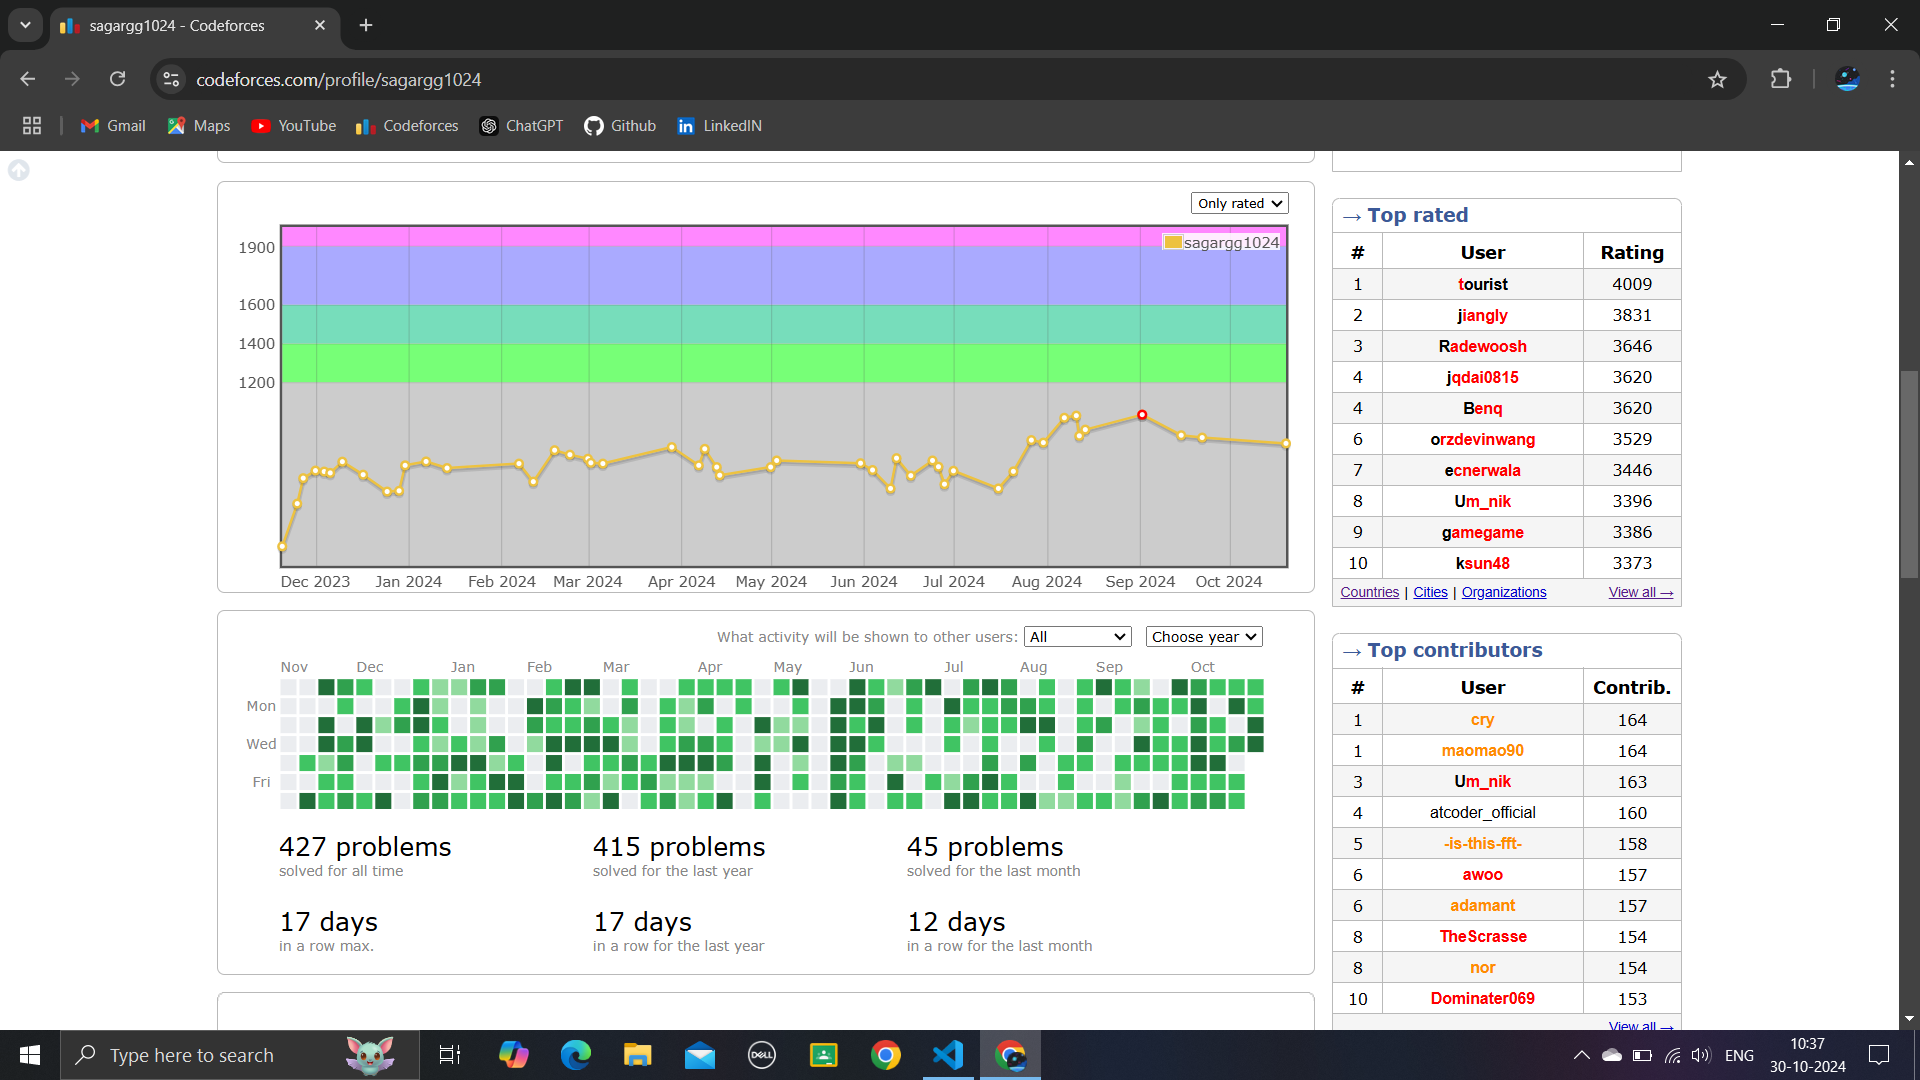 sagargg1024 - Codeforces
codeforces.com/profile/sagargg1024
Gmail Maps YouTube Codeforces ChatGPT Github LinkedIN
Only rated
sagargg1024
1900
1600
1400
1200
Dec 2023 Jan 2024 Feb 2024 Mar 2024 Apr 2024 May 2024 Jun 2024 Jul 2024 Aug 2024 Sep 2024 Oct 2024
What activity will be shown to other users: All Choose year
Nov Dec Jan Feb Mar Apr May Jun Jul Aug Sep Oct
Mon
Wed
Fri
427 problems
solved for all time
415 problems
solved for the last year
45 problems
solved for the last month
17 days
in a row max.
17 days
in a row for the last year
12 days
in a row for the last month
→ Top rated
# User Rating
1 tourist 4009
2 jiangly 3831
3 Radewoosh 3646
4 jqdai0815 3620
4 Benq 3620
6 orzdevinwang 3529
7 ecnerwala 3446
8 Um_nik 3396
9 gamegame 3386
10 ksun48 3373
Countries | Cities | Organizations View all →
→ Top contributors
# User Contrib.
1 cry 164
1 maomao90 164
3 Um_nik 163
4 atcoder_official 160
5 -is-this-fft- 158
6 awoo 157
6 adamant 157
8 TheScrasse 154
8 nor 154
10 Dominater069 153
View all →
Type here to search
DELL
ENG
10:37
30-10-2024